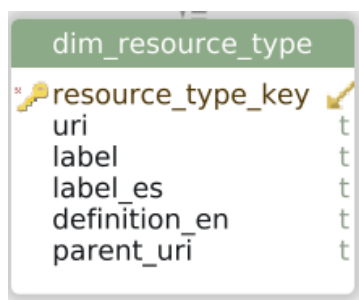 dim_resource_type
resource_type_key
uri t
label t
label_es t
definition_en t
parent_uri t